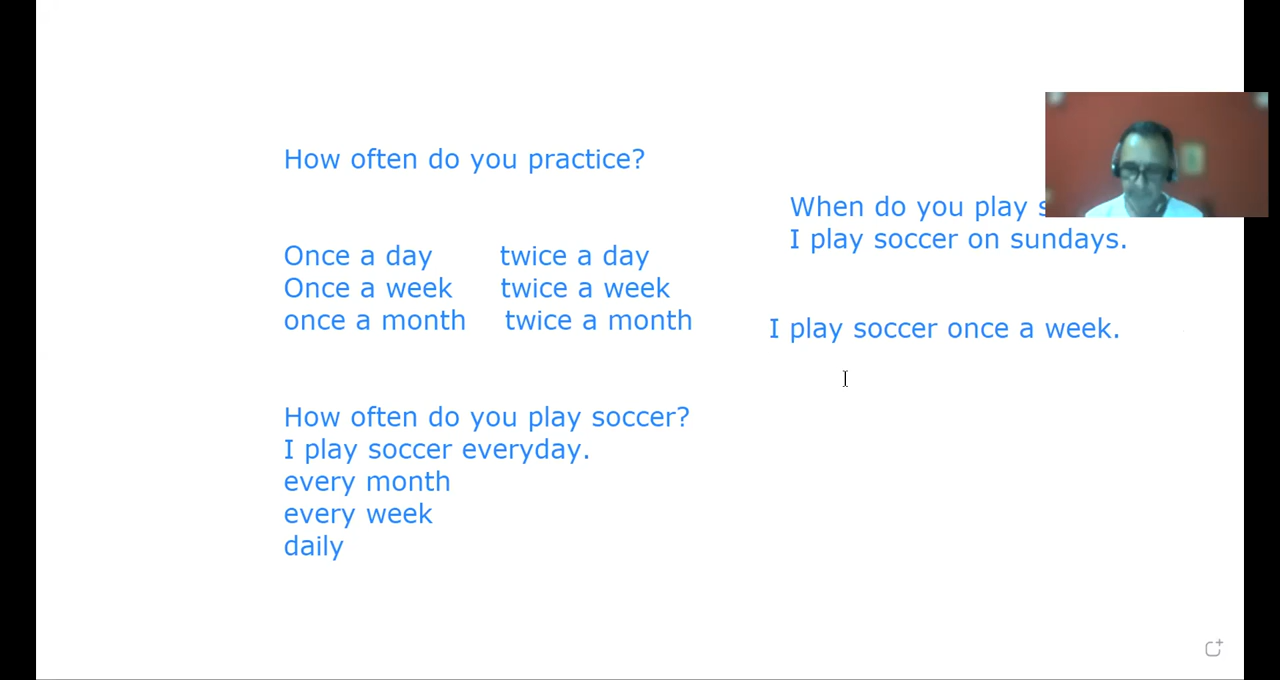 How often do you practice?
Once a day twice a day
Once a week twice a week
once a month twice a month
How often do you play soccer?
I play soccer everyday.
every month
every week
daily
When do you play
I play soccer on sundays.
I play soccer once a week.